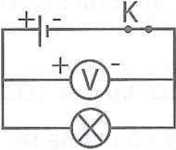 + - K
+ V -